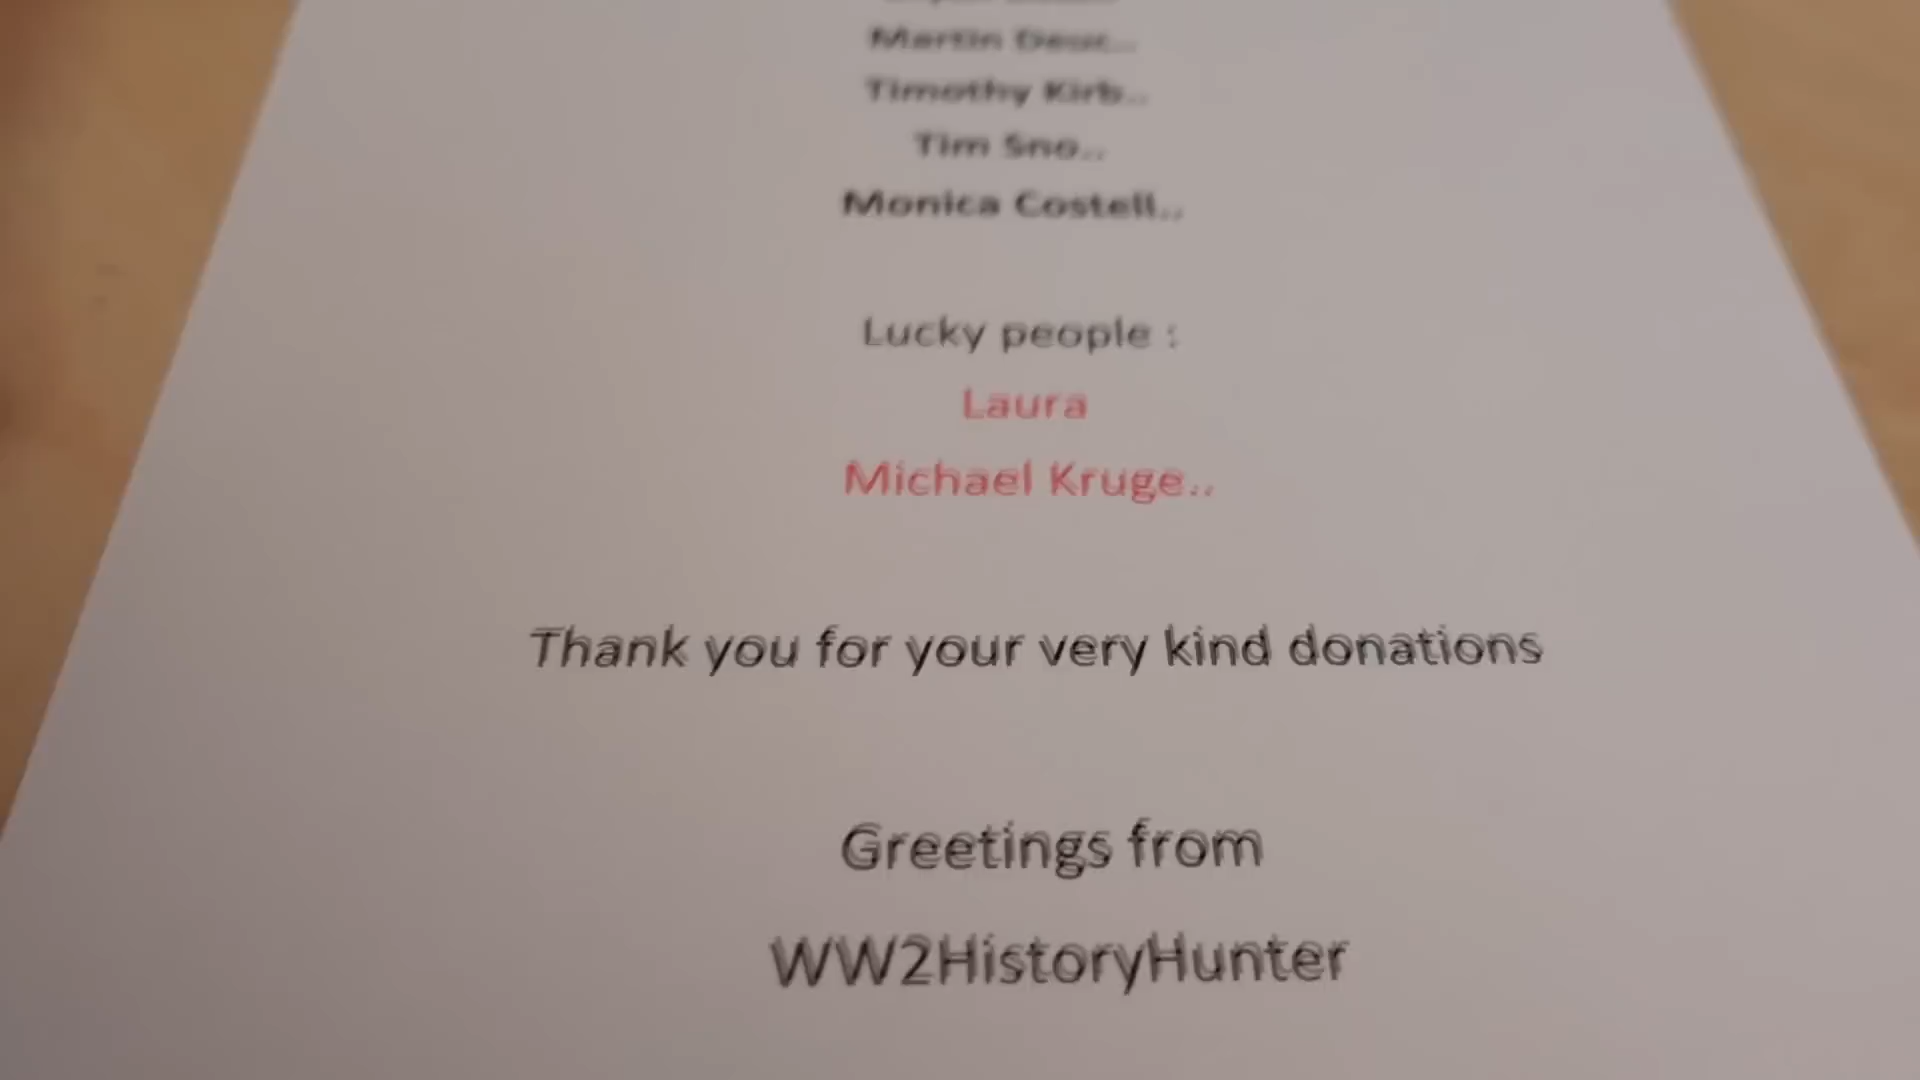 Martin Deuc..
Timothy Kirb..
Tim Sno..
Monica Costell..
Lucky people :
Laura
Michael Kruge..
Thank you for your very kind donations
Greetings from
WW2HistoryHunter